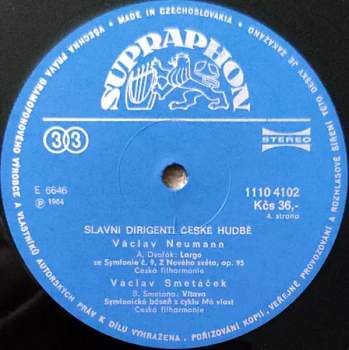 VŠECHNA PRÁVA GRAMOFONOVÉHO VÝROBCE A VLASTNÍKŮ AUTORSKÝCH PRÁV K DÍLU VYHRAŽENA. POŘIZOVÁNÍ KOPIÍ, VEŘEJNÉ PROVOZOVÁNÍ A ROZHLASOVÉ ŠÍŘENÍ TÉTO DESKY JE ZAKÁZÁNO • MADE IN CZECHOSLOVAKIA •
SUPRAPHON
33
STEREO
E 6646
Ⓟ 1984
1110 4102
Kčs 36,-
4. strana
SLAVNÍ DIRIGENTI ČESKÉ HUDBĚ
Václav Neumann
A. Dvořák: Largo
ze Symfonie č. 9, Z Nového světa, op. 95
Česká filharmonie
Václav Smetáček
B. Smetana: Vltava
Symfonická báseň z cyklu Má vlast
Česká filharmonie